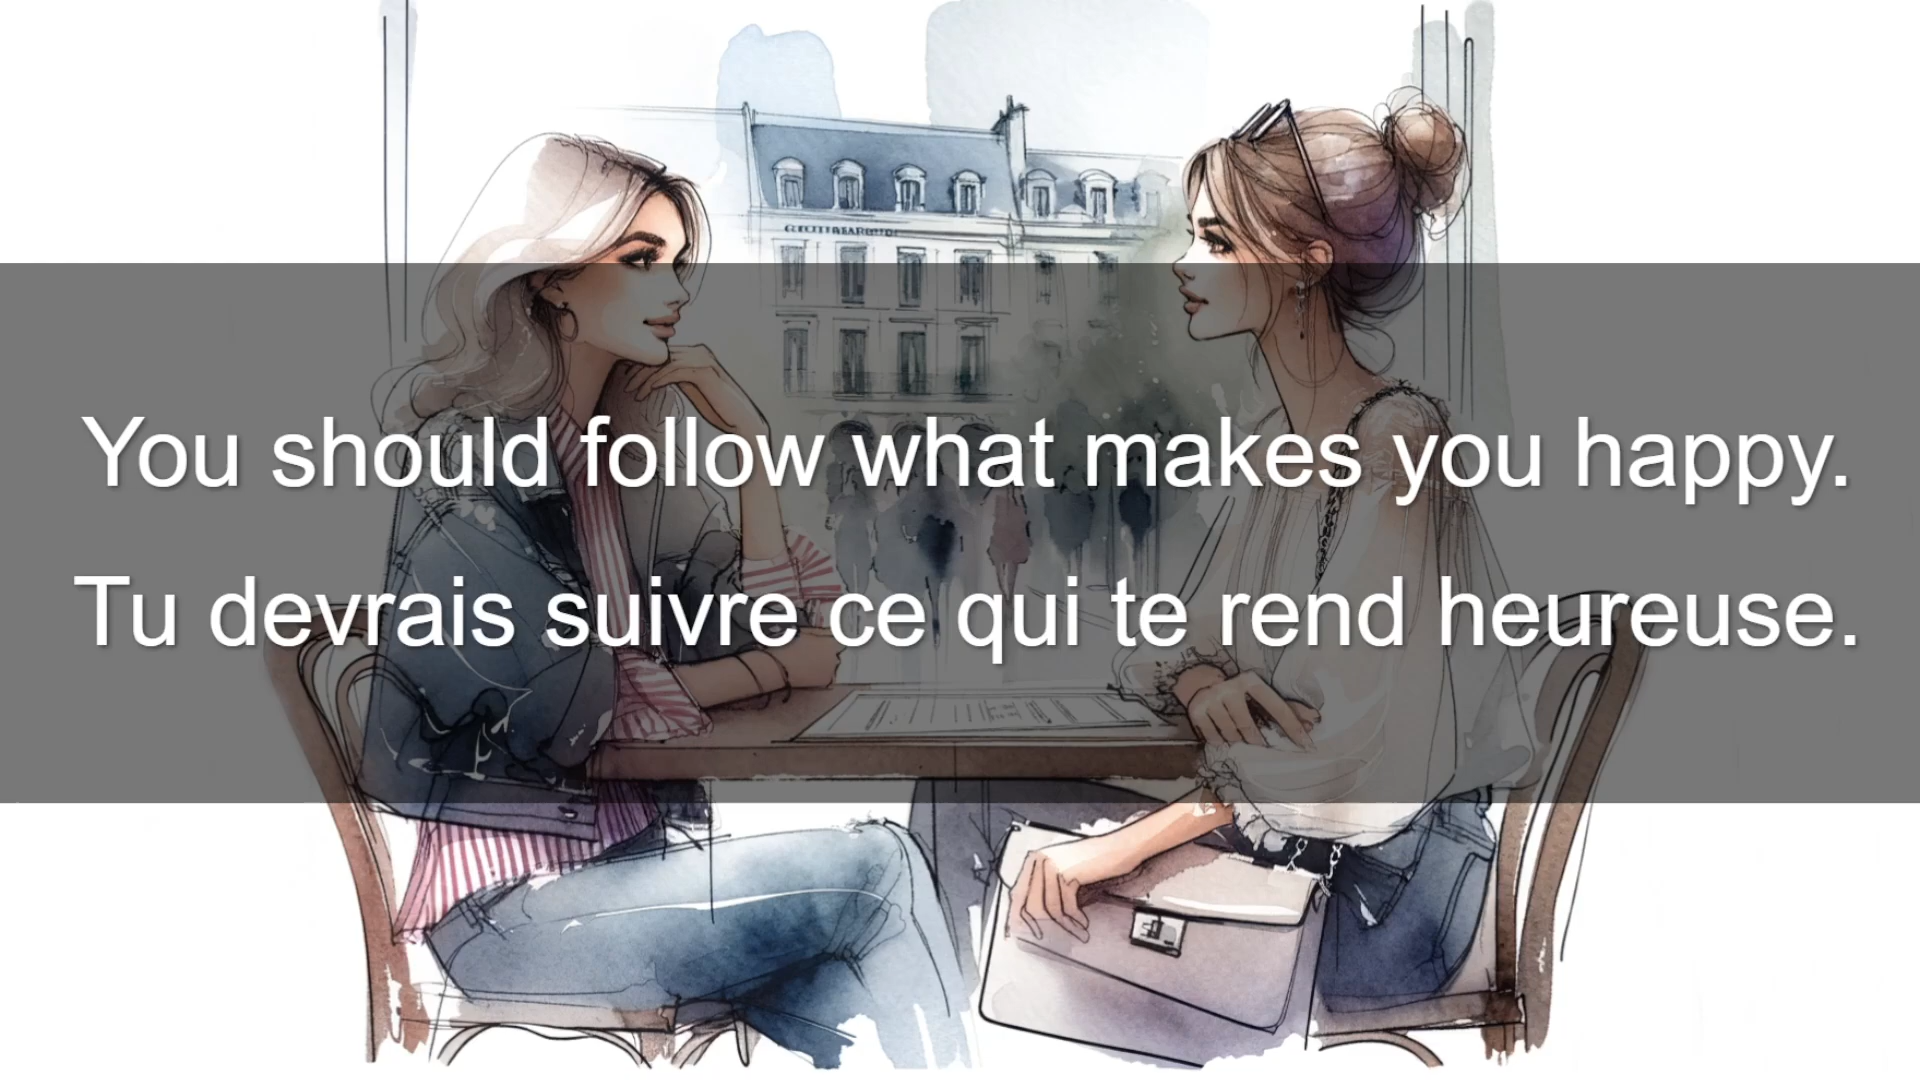 You should follow what makes you happy.
Tu devrais suivre ce qui te rend heureuse.